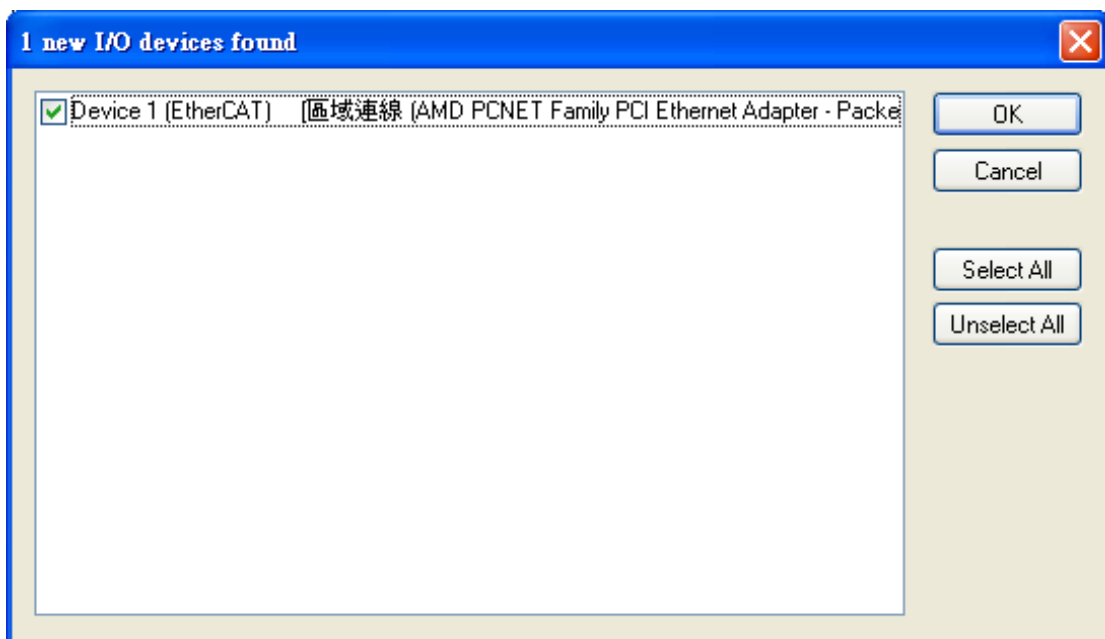 1 new I/O devices found
Device 1 (EtherCAT) [區域連線 (AMD PCNET Family PCI Ethernet Adapter - Packe
OK
Cancel
Select All
Unselect All